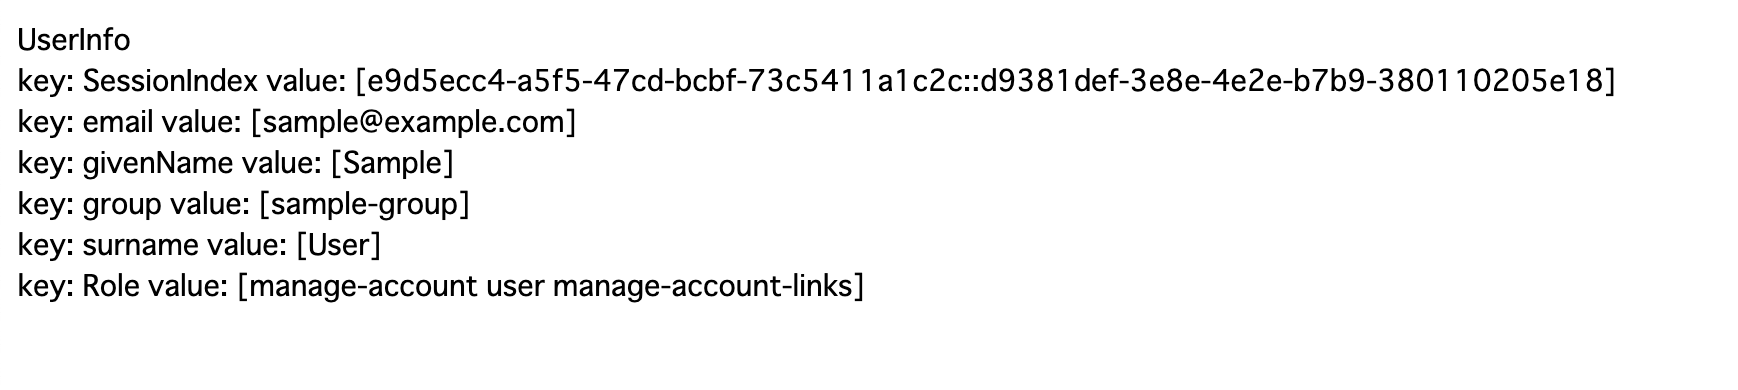 UserInfo
key: SessionIndex value: [e9d5ecc4-a5f5-47cd-bcbf-73c5411a1c2c::d9381def-3e8e-4e2e-b7b9-380110205e18]
key: email value: [sample@example.com]
key: givenName value: [Sample]
key: group value: [sample-group]
key: surname value: [User]
key: Role value: [manage-account user manage-account-links]